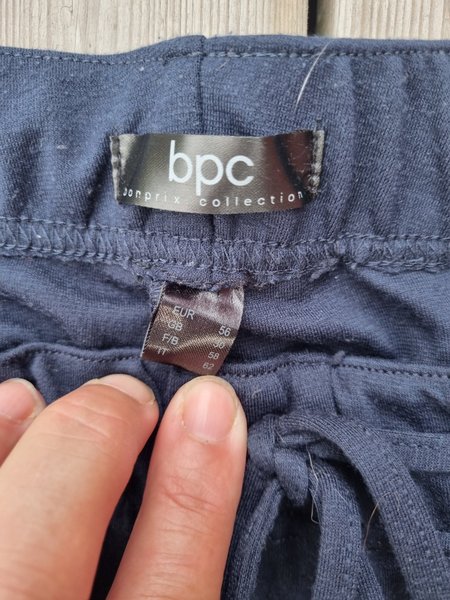 bpc
bonprix collection
EUR 56
GB 30
F/B 58
IT 62